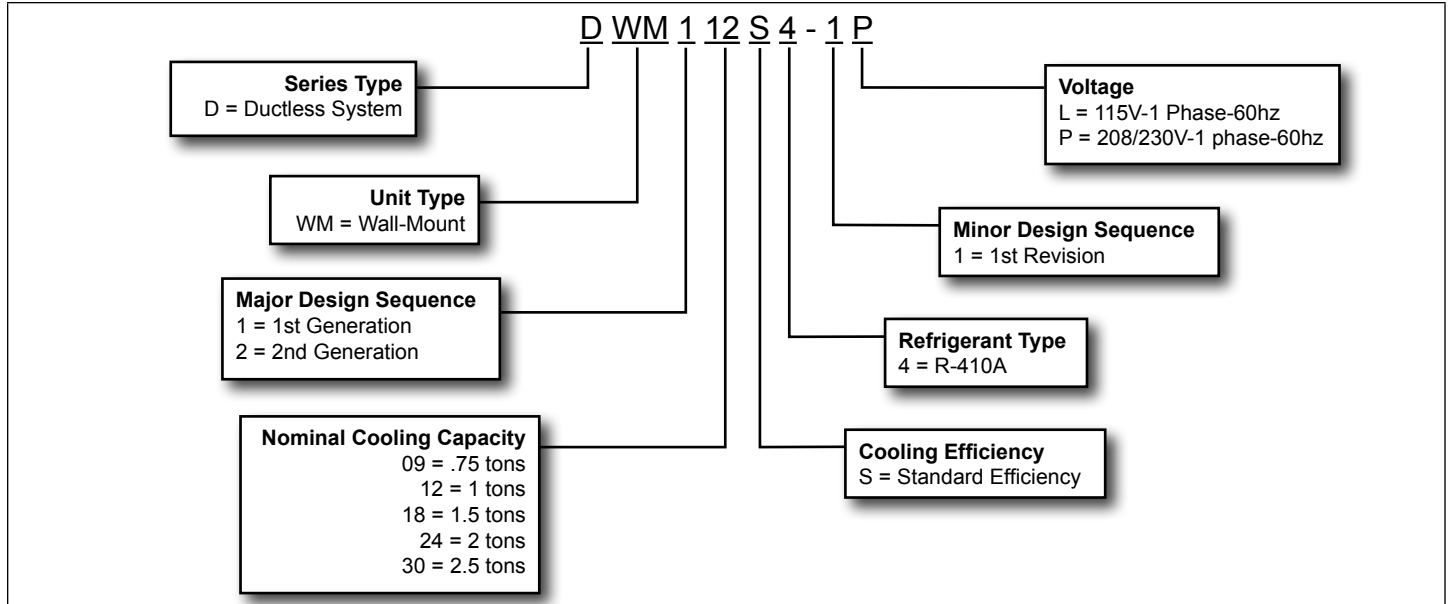 D WM 1 12 S 4 - 1 P
Series Type
D = Ductless System
Unit Type
WM = Wall-Mount
Major Design Sequence
1 = 1st Generation
2 = 2nd Generation
Nominal Cooling Capacity
09 = .75 tons
12 = 1 tons
18 = 1.5 tons
24 = 2 tons
30 = 2.5 tons
Voltage
L = 115V-1 Phase-60hz
P = 208/230V-1 phase-60hz
Minor Design Sequence
1 = 1st Revision
Refrigerant Type
4 = R-410A
Cooling Efficiency
S = Standard Efficiency